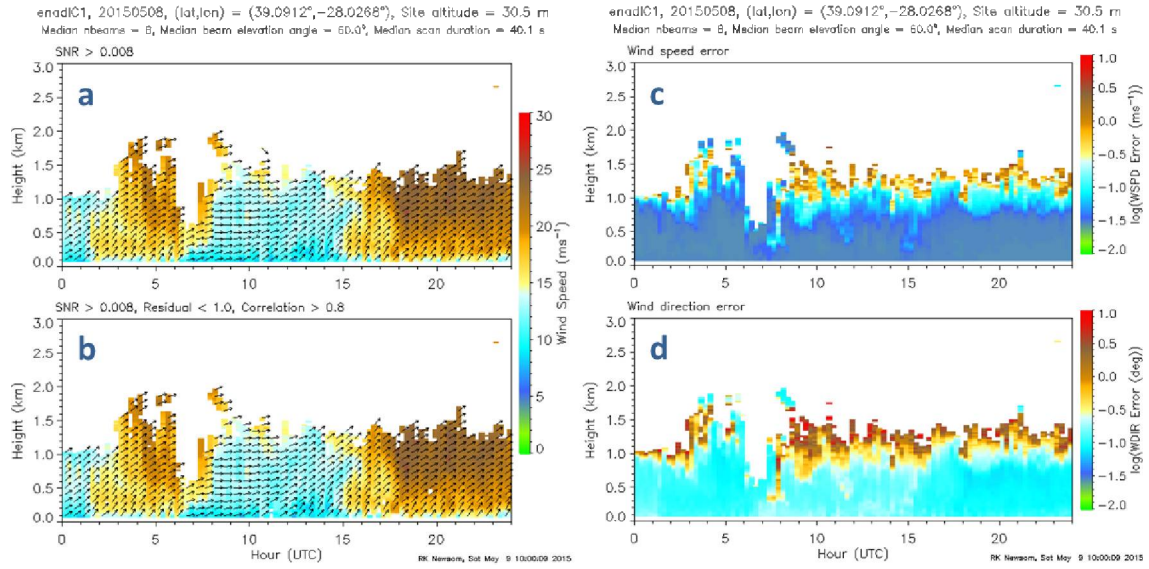 enadlC1, 20150508, (lat,lon) = (39.0912°,−28.0268°), Site altitude = 30.5 m
Median nbeams = 8, Median beam elevation angle = 60.0°, Median scan duration = 40.1 s
SNR > 0.008
a
3.0
2.5
2.0
1.5
1.0
0.5
0.0
Height (km)
0 5 10 15 20
SNR > 0.008, Residual < 1.0, Correlation > 0.8
b
3.0
2.5
2.0
1.5
1.0
0.5
0.0
Height (km)
0 5 10 15 20
Hour (UTC)
30
25
20
15
10
5
0
Wind Speed (ms⁻¹)
RK Newsom, Sat May 9 10:00:09 2015
enadlC1, 20150508, (lat,lon) = (39.0912°,−28.0268°), Site altitude = 30.5 m
Median nbeams = 8, Median beam elevation angle = 60.0°, Median scan duration = 40.1 s
Wind speed error
c
3.0
2.5
2.0
1.5
1.0
0.5
0.0
Height (km)
0 5 10 15 20
1.0
0.5
0.0
−0.5
−1.0
−1.5
−2.0
log(WSPD Error (ms⁻¹))
Wind direction error
d
3.0
2.5
2.0
1.5
1.0
0.5
0.0
Height (km)
0 5 10 15 20
Hour (UTC)
1.0
0.5
0.0
−0.5
−1.0
−1.5
−2.0
log(WDIR Error (deg))
RK Newsom, Sat May 9 10:00:09 2015